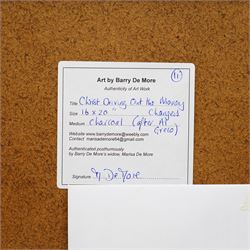 Art by Barry De More
Authenticity of Art Work
11
Title Christ Driving Out the Money
Changers
Size 16 x 20"
Medium Charcoal (after El
Greco)
Website www.barrydemore@weebly.com
Contact marisademore64@gmail.com
Authenticated posthumously
by Barry De More's widow, Marisa De More
Signature M De More